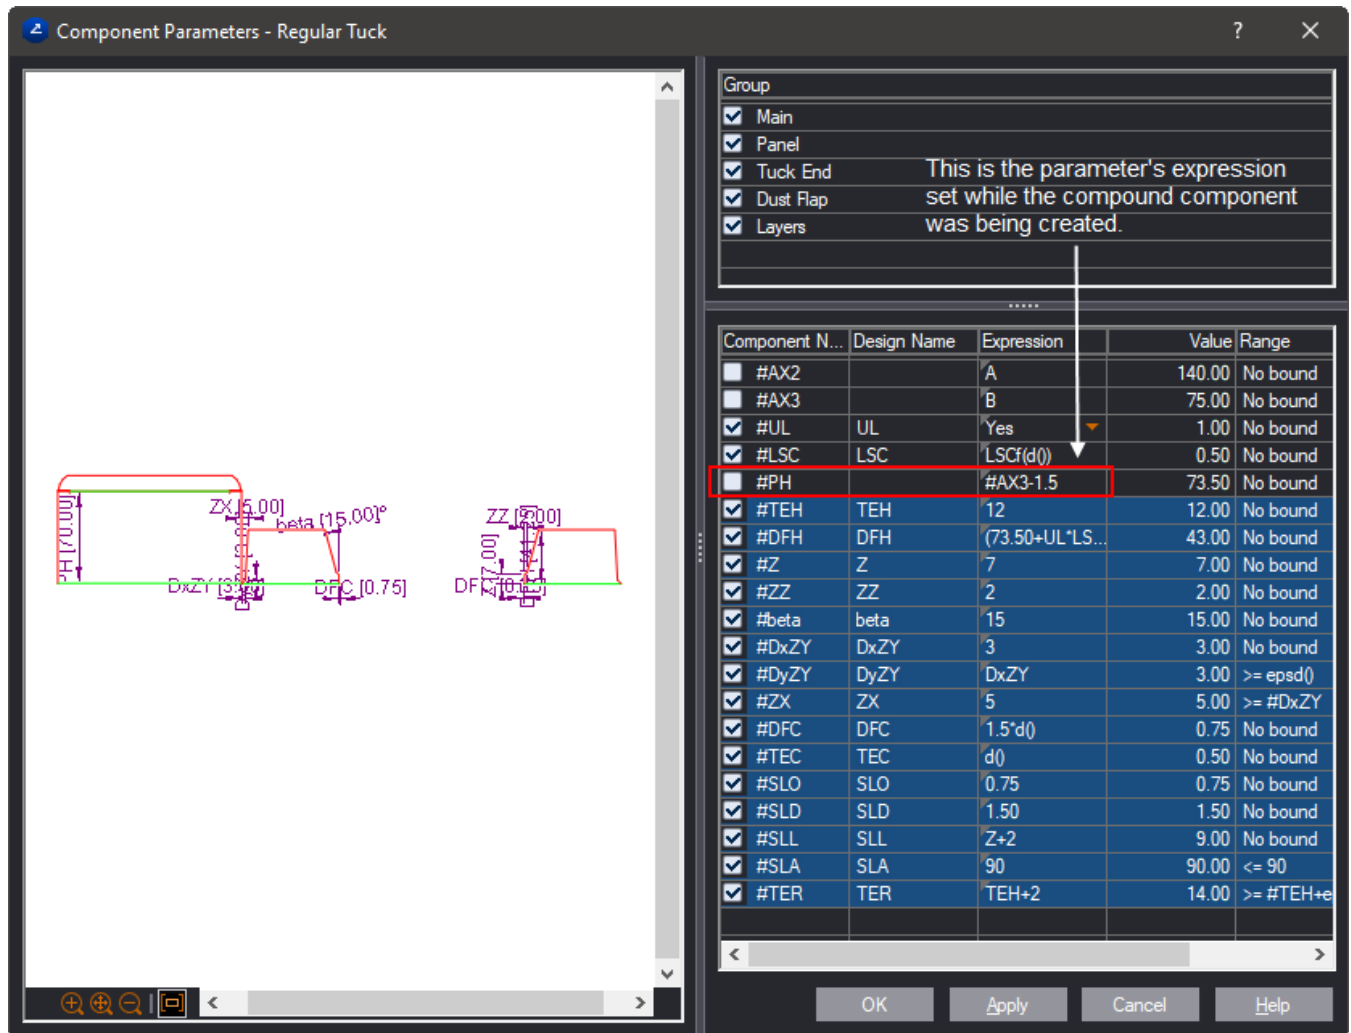 Component Parameters - Regular Tuck
?
Group
Main
Panel
Tuck End
Dust Flap
Layers
This is the parameter's expression
set while the compound component
was being created.
Component N... Design Name Expression Value Range
#AX2 A 140.00 No bound
#AX3 B 75.00 No bound
#UL UL Yes 1.00 No bound
#LSC LSC LSCf(d()) 0.50 No bound
#PH #AX3-1.5 73.50 No bound
#TEH TEH 12 12.00 No bound
#DFH DFH (73.50+UL*LS... 43.00 No bound
#Z Z 7 7.00 No bound
#ZZ ZZ 2 2.00 No bound
#beta beta 15 15.00 No bound
#DxZY DxZY 3 3.00 No bound
#DyZY DyZY DxZY 3.00 >= epsd()
#ZX ZX 5 5.00 >= #DxZY
#DFC DFC 1.5*d() 0.75 No bound
#TEC TEC d() 0.50 No bound
#SLO SLO 0.75 0.75 No bound
#SLD SLD 1.50 1.50 No bound
#SLL SLL Z+2 9.00 No bound
#SLA SLA 90 90.00 <= 90
#TER TER TEH+2 14.00 >= #TEH+e
PH [70.00]
ZX [5.00]
beta [15.00]°
DxZY
DFC [0.75]
ZZ
OK Apply Cancel Help